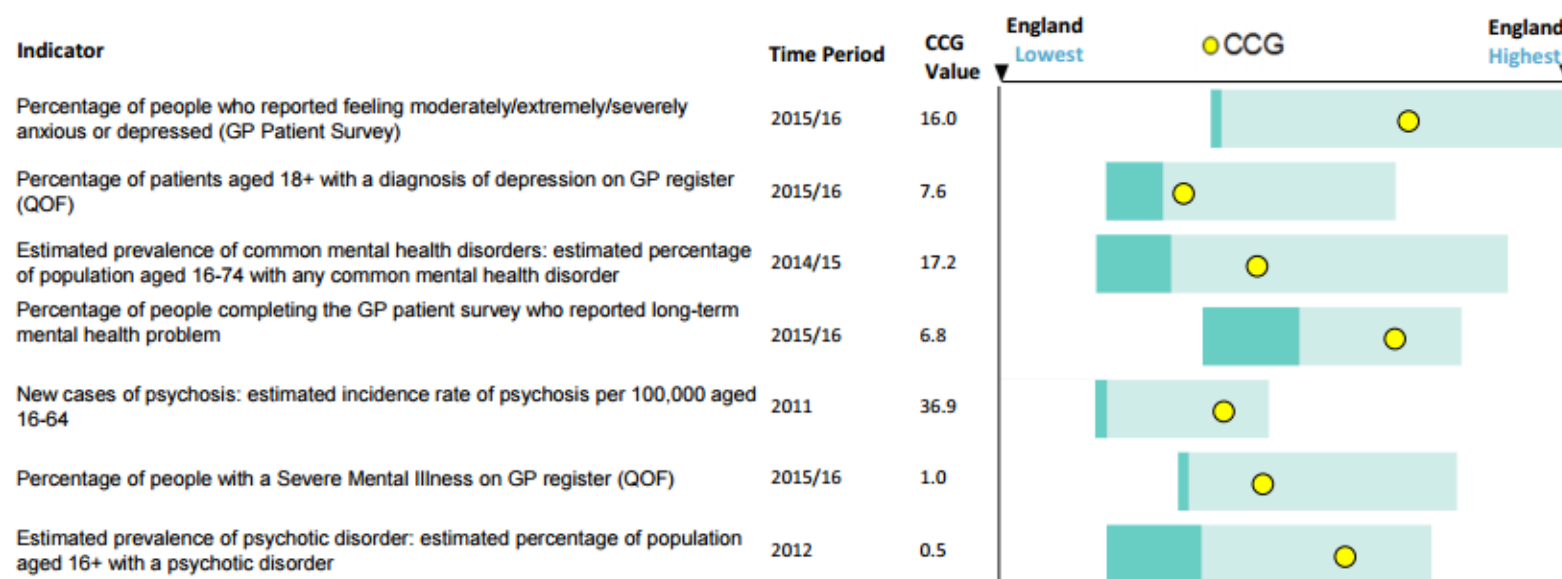 Indicator
Time Period
CCG
Value
England
Lowest
CCG
England
Highest
Percentage of people who reported feeling moderately/extremely/severely
anxious or depressed (GP Patient Survey)
2015/16
16.0
Percentage of patients aged 18+ with a diagnosis of depression on GP register
(QOF)
2015/16
7.6
Estimated prevalence of common mental health disorders: estimated percentage
of population aged 16-74 with any common mental health disorder
2014/15
17.2
Percentage of people completing the GP patient survey who reported long-term
mental health problem
2015/16
6.8
New cases of psychosis: estimated incidence rate of psychosis per 100,000 aged
16-64
2011
36.9
Percentage of people with a Severe Mental Illness on GP register (QOF)
2015/16
1.0
Estimated prevalence of psychotic disorder: estimated percentage of population
aged 16+ with a psychotic disorder
2012
0.5